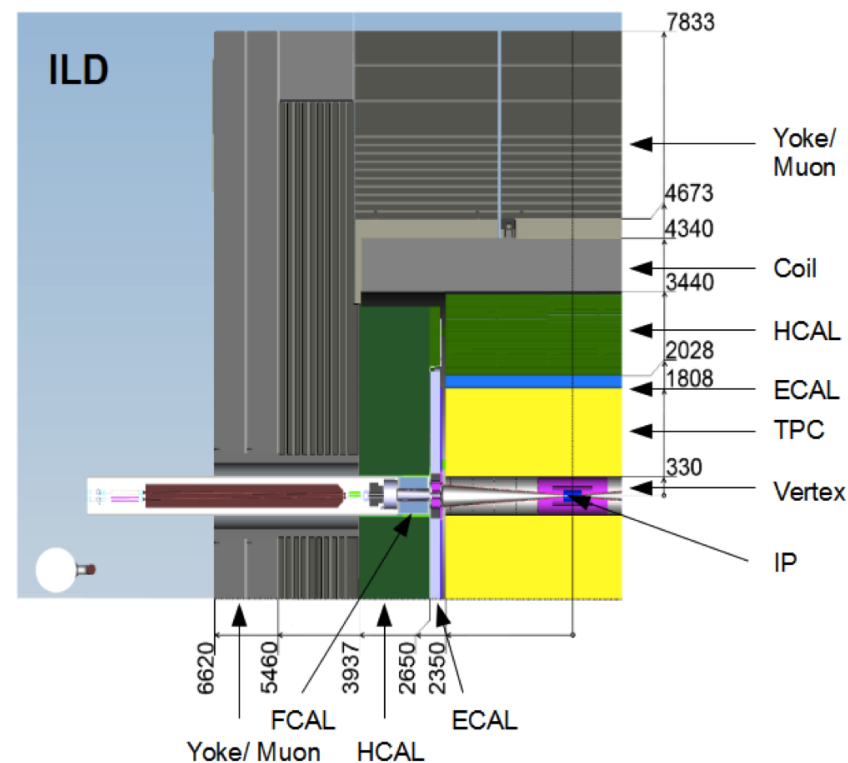 ILD
7833
Yoke/
Muon
4673
4340
Coil
3440
HCAL
2028
ECAL
1808
TPC
330
Vertex
IP
6620
5460
3937
2650
2350
FCAL
ECAL
Yoke/ Muon
HCAL